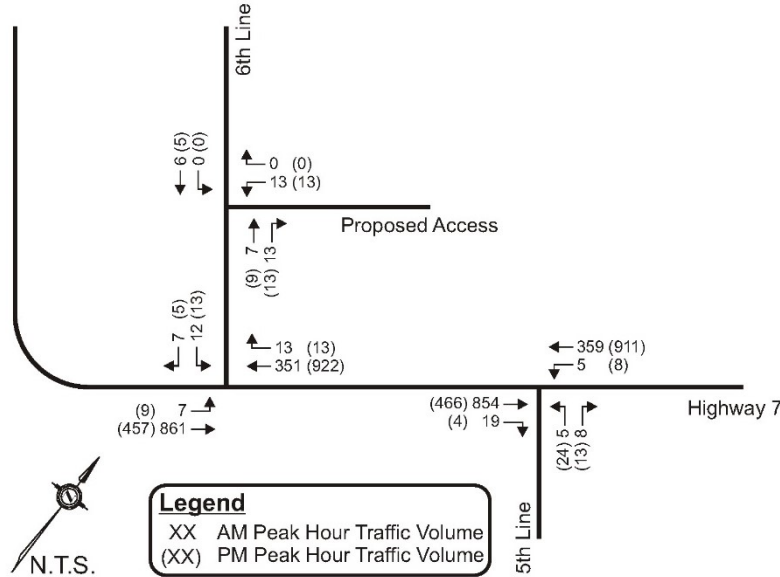 6th Line
6 (5)
0 (0)
0 (0)
13 (13)
Proposed Access
(9) 7
(13) 13
7 (5)
12 (13)
13 (13)
351 (922)
359 (911)
5 (8)
(9) 7
(457) 861
(466) 854
(4) 19
Highway 7
(24) 5
(13) 8
5th Line
N.T.S.
Legend
XX AM Peak Hour Traffic Volume
(XX) PM Peak Hour Traffic Volume